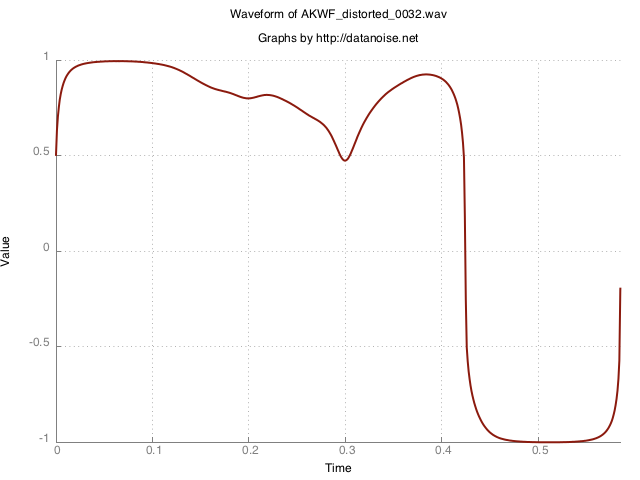 Waveform of AKWF_distorted_0032.wav
Graphs by http://datanoise.net
1
0.5
0
-0.5
-1
Value
0 0.1 0.2 0.3 0.4 0.5
Time